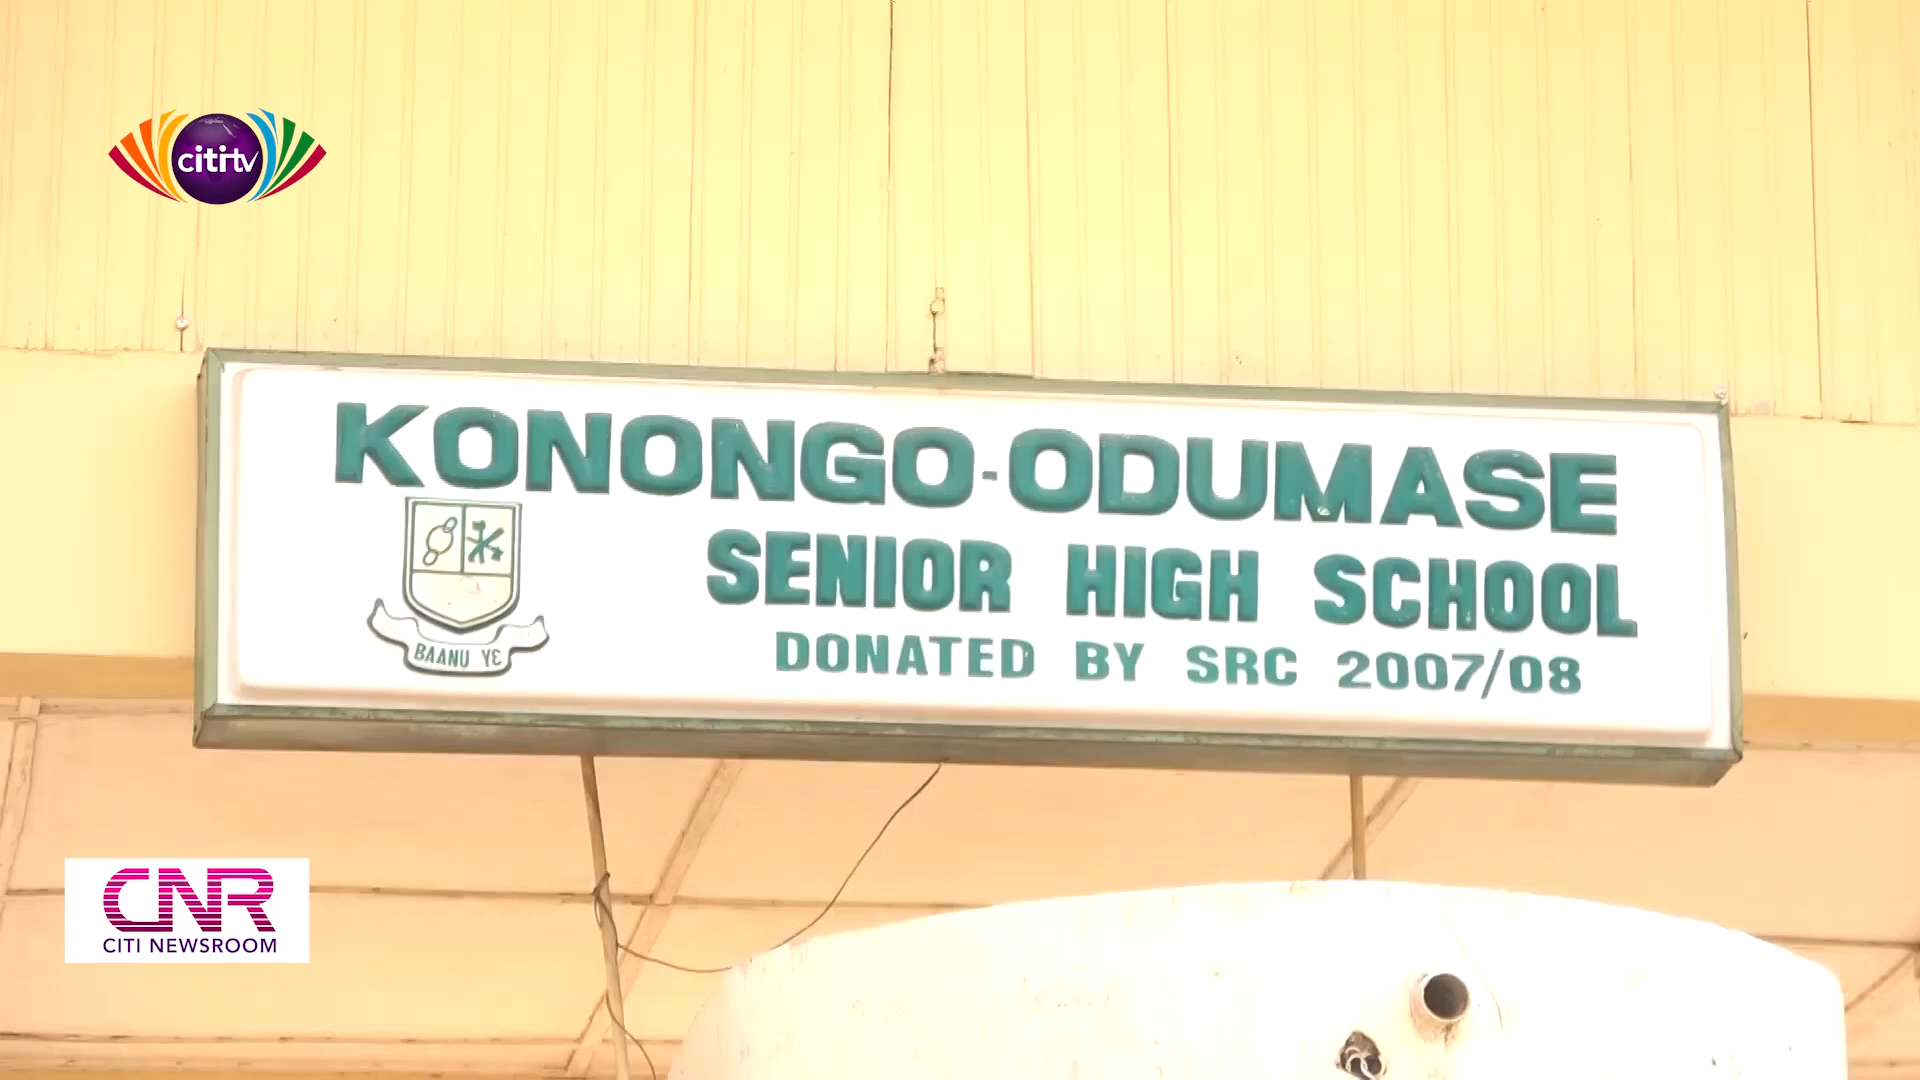 citi tv
KONONGO-ODUMASE
SENIOR HIGH SCHOOL
DONATED BY SRC 2007/08
BAANU YƐ
CNR
CITI NEWSROOM